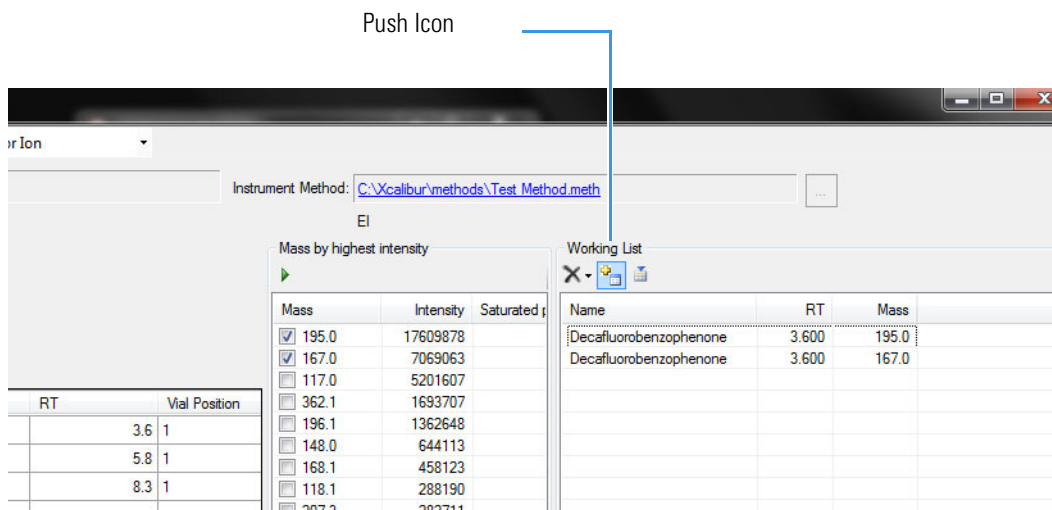 Push Icon
or Ion
Instrument Method: C:\Xcalibur\methods\Test Method.meth ...
EI
Mass by highest intensity
Working List
Mass Intensity Saturated p
195.0 17609878
167.0 7069063
117.0 5201607
362.1 1693707
196.1 1362648
148.0 644113
168.1 458123
118.1 288190
Name RT Mass
Decafluorobenzophenone 3.600 195.0
Decafluorobenzophenone 3.600 167.0
RT Vial Position
3.6 1
5.8 1
8.3 1